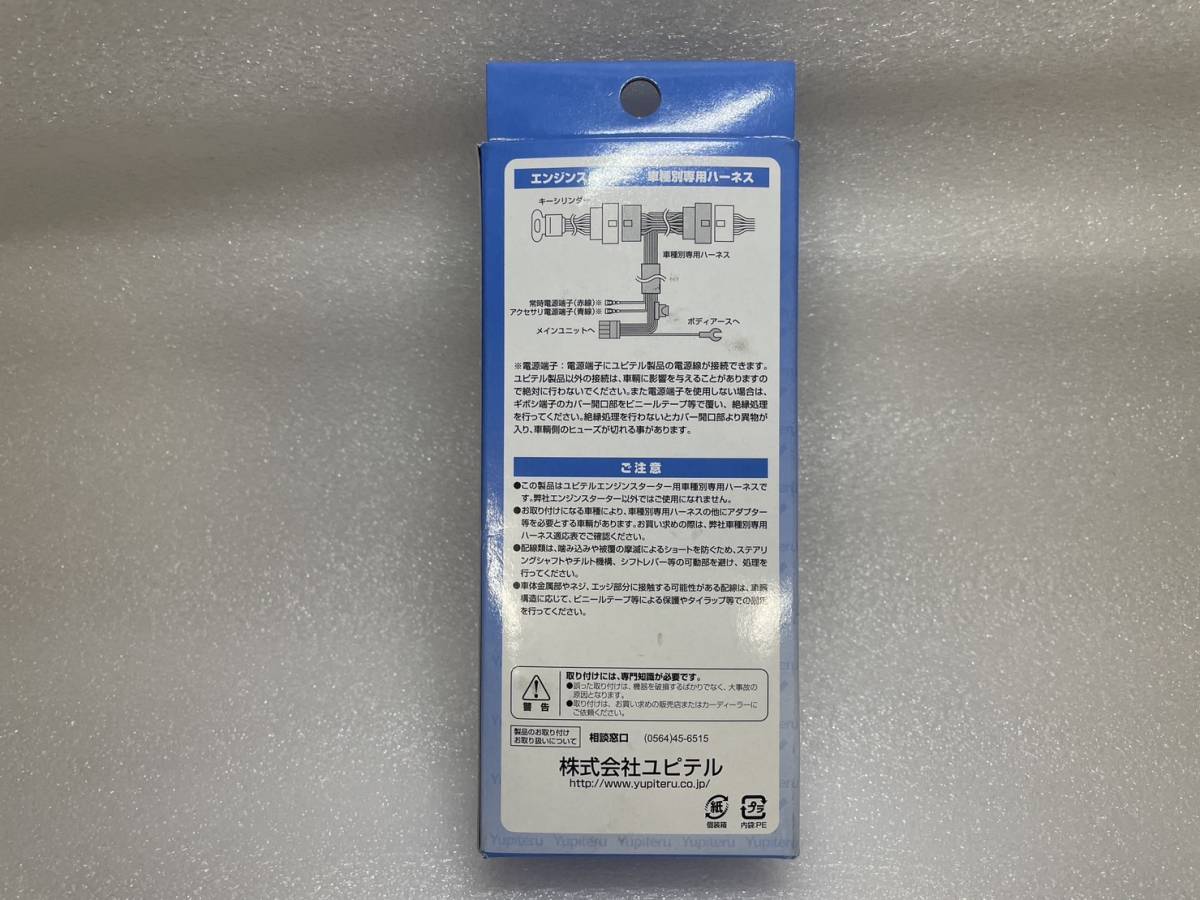 エンジンス 車種別専用ハーネス
キーシリンダー
車種別専用ハーネス
常時電源端子(赤線)※
アクセサリ電源端子(青線)※
ボディアースへ
メインユニットへ
※電源端子:電源端子にユピテル製品の電源線が接続できます。
ユピテル製品以外の接続は、車輌に影響を与えることがありますの
で絶対に行わないでください。また電源端子を使用しない場合は、
ギボシ端子のカバー開口部をビニールテープ等で覆い、絶縁処理
を行ってください。絶縁処理を行わないとカバー開口部より異物が
入り、車輌側のヒューズが切れる事があります。
ご注意
●この製品はユピテルエンジンスターター用車種別専用ハーネスで
す。弊社エンジンスターター以外ではご使用になれません。
●お取り付けになる車種により、車種別専用ハーネスの他にアダプター
等を必要とする車輌があります。お買い求めの際は、弊社車種別専用
ハーネス適応表でご確認ください。
●配線類は、噛み込みや被覆の摩滅によるショートを防ぐため、ステアリ
ングシャフトやチルト機構、シフトレバー等の可動部を避け、処理を
行ってください。
●車体金属部やネジ、エッジ部分に接触する可能性がある配線は、車輌
構造に応じて、ビニールテープ等による保護やタイラップ等での固定
を行ってください。
取り付けには、専門知識が必要です。
●誤った取り付けは、機器を破損するばかりでなく、大事故の
原因となります。
●取り付けは、お買い求めの販売店またはカーディーラーに
ご依頼ください。
警告
製品のお取り付け
お取り扱いについて
相談窓口 (0564)45-6515
株式会社ユピテル
http://www.yupiteru.co.jp/
紙 プラ
個装箱 内袋:PE
Yupiteru Yupiteru Yupiteru Yupiteru